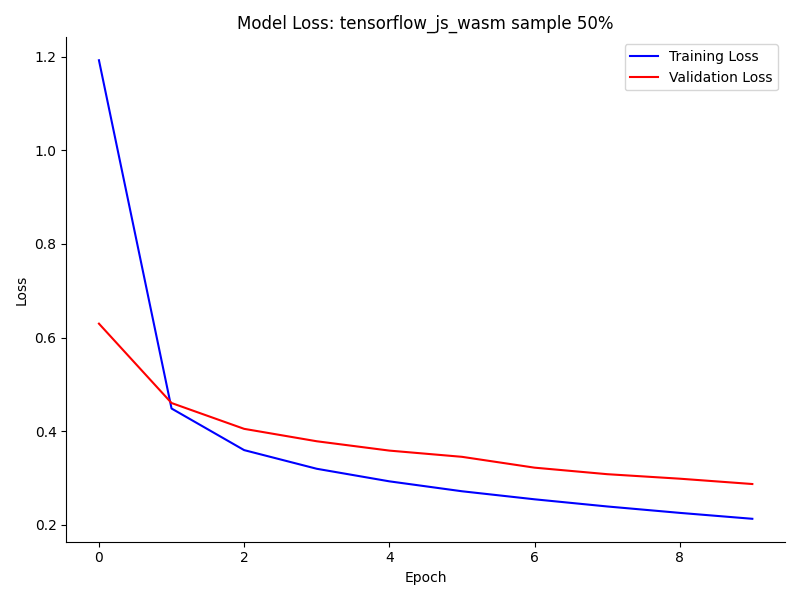 Model Loss: tensorflow_js_wasm sample 50%
Training Loss
Validation Loss
1.2
1.0
0.8
0.6
0.4
0.2
Loss
0 2 4 6 8
Epoch